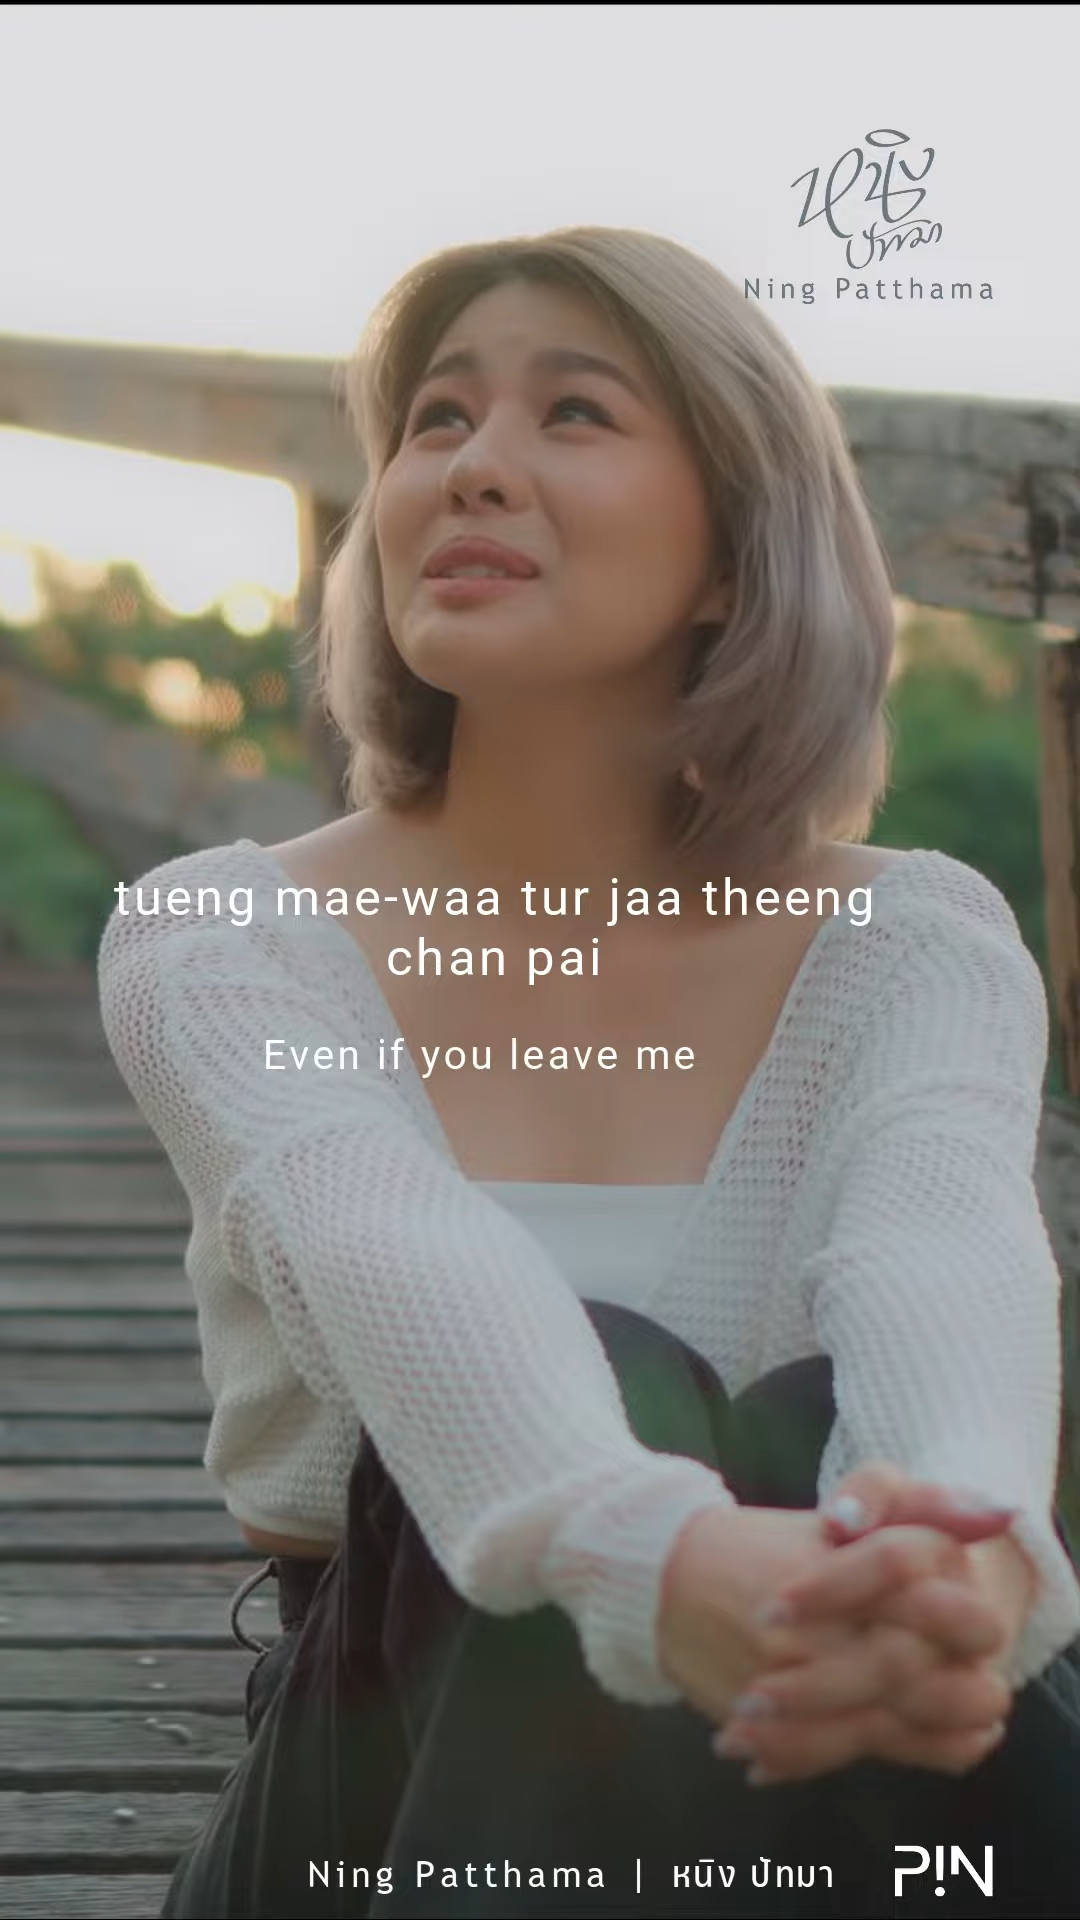 หนิง
ปัทมา
Ning Patthama
tueng mae-waa tur jaa theeng
chan pai
Even if you leave me
Ning Patthama | หนิง ปัทมา
P!N